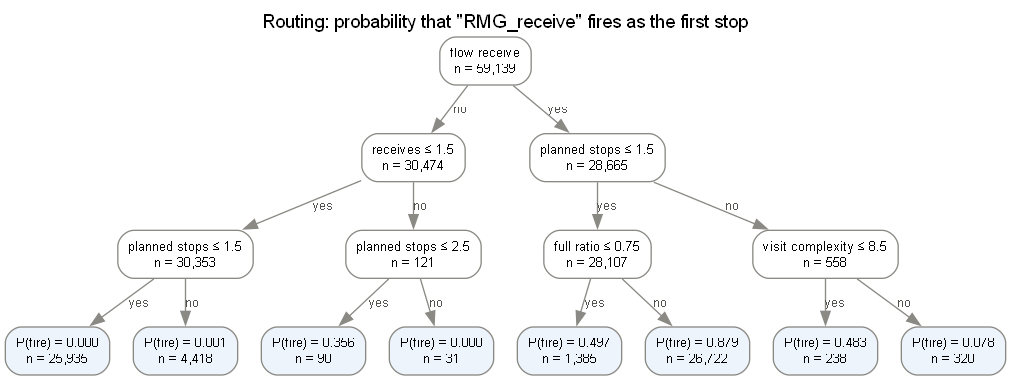 Routing: probability that "RMG_receive" fires as the first stop
flow receive
n = 59,139
no
yes
receives ≤ 1.5
n = 30,474
planned stops ≤ 1.5
n = 28,665
yes
no
yes
no
planned stops ≤ 1.5
n = 30,353
planned stops ≤ 2.5
n = 121
full ratio ≤ 0.75
n = 28,107
visit complexity ≤ 8.5
n = 558
yes
no
yes
no
yes
no
yes
no
P(fire) = 0.000
n = 25,935
P(fire) = 0.001
n = 4,418
P(fire) = 0.356
n = 90
P(fire) = 0.000
n = 31
P(fire) = 0.497
n = 1,385
P(fire) = 0.879
n = 26,722
P(fire) = 0.483
n = 238
P(fire) = 0.078
n = 320